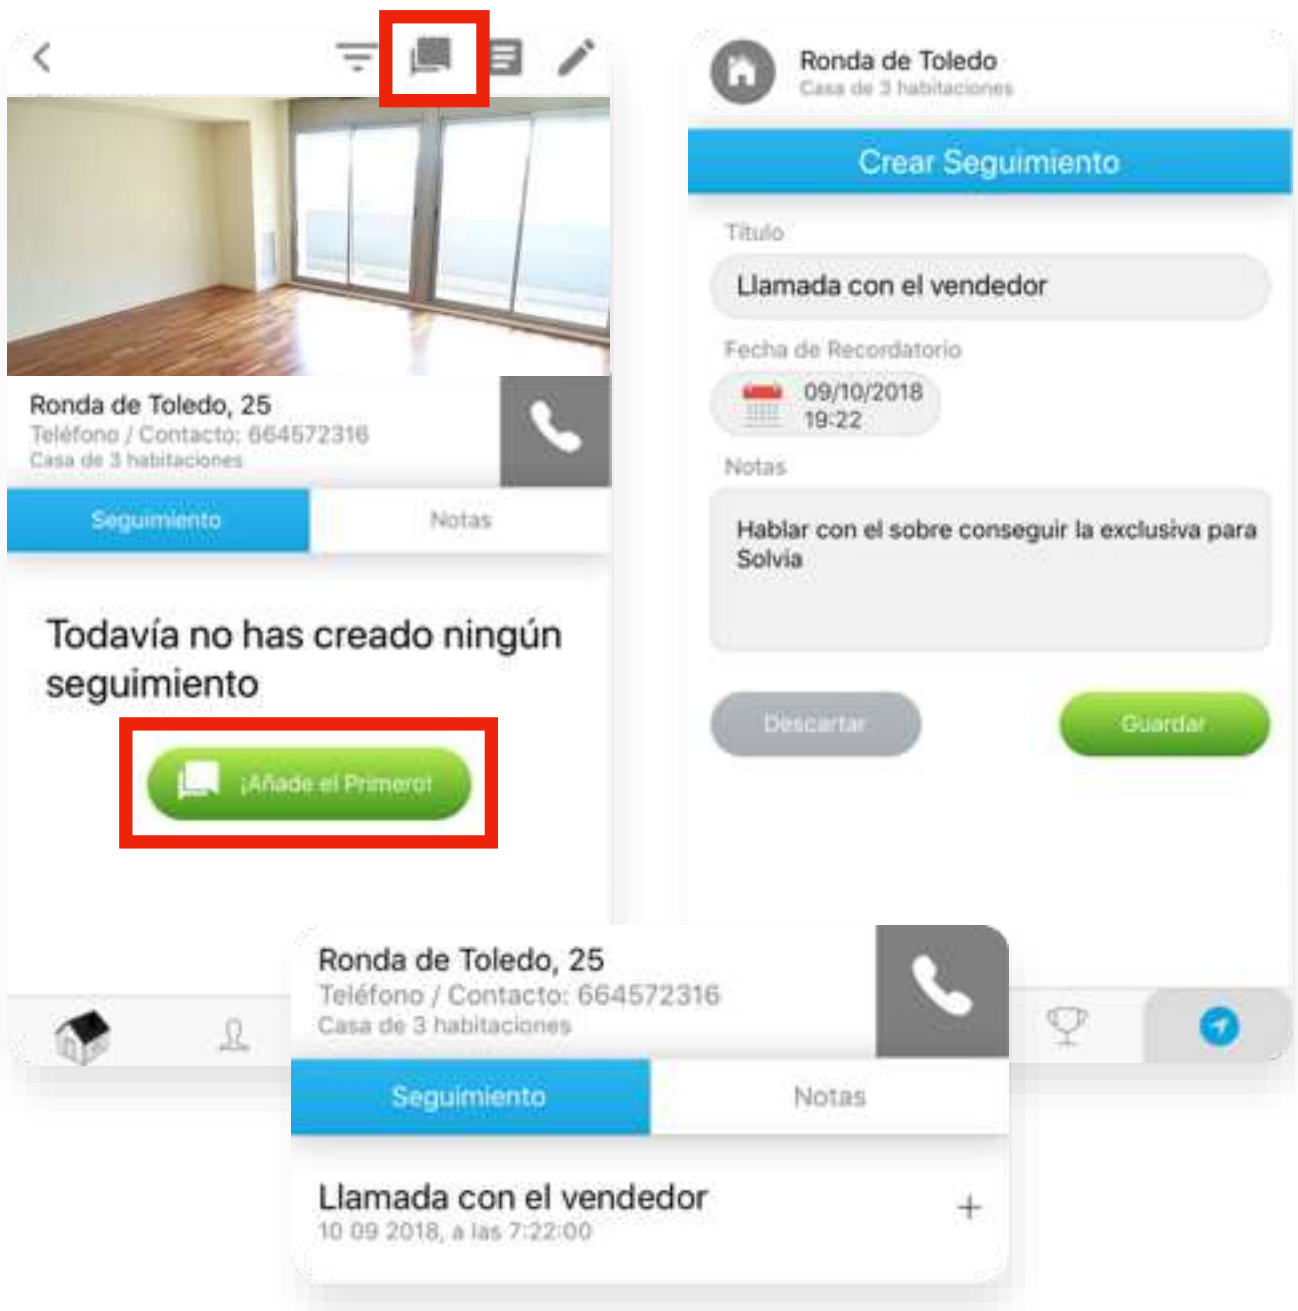 Ronda de Toledo, 25
Teléfono / Contacto: 664572316
Casa de 3 habitaciones
Seguimiento
Notas
Todavía no has creado ningún
seguimiento
¡Añade el Primero!
Ronda de Toledo
Casa de 3 habitaciones
Crear Seguimiento
Título
Llamada con el vendedor
Fecha de Recordatorio
09/10/2018
19:22
Notas
Hablar con el sobre conseguir la exclusiva para
Solvia
Descartar
Guardar
Ronda de Toledo, 25
Teléfono / Contacto: 664572316
Casa de 3 habitaciones
Seguimiento
Notas
Llamada con el vendedor
10 09 2018, a las 7:22:00